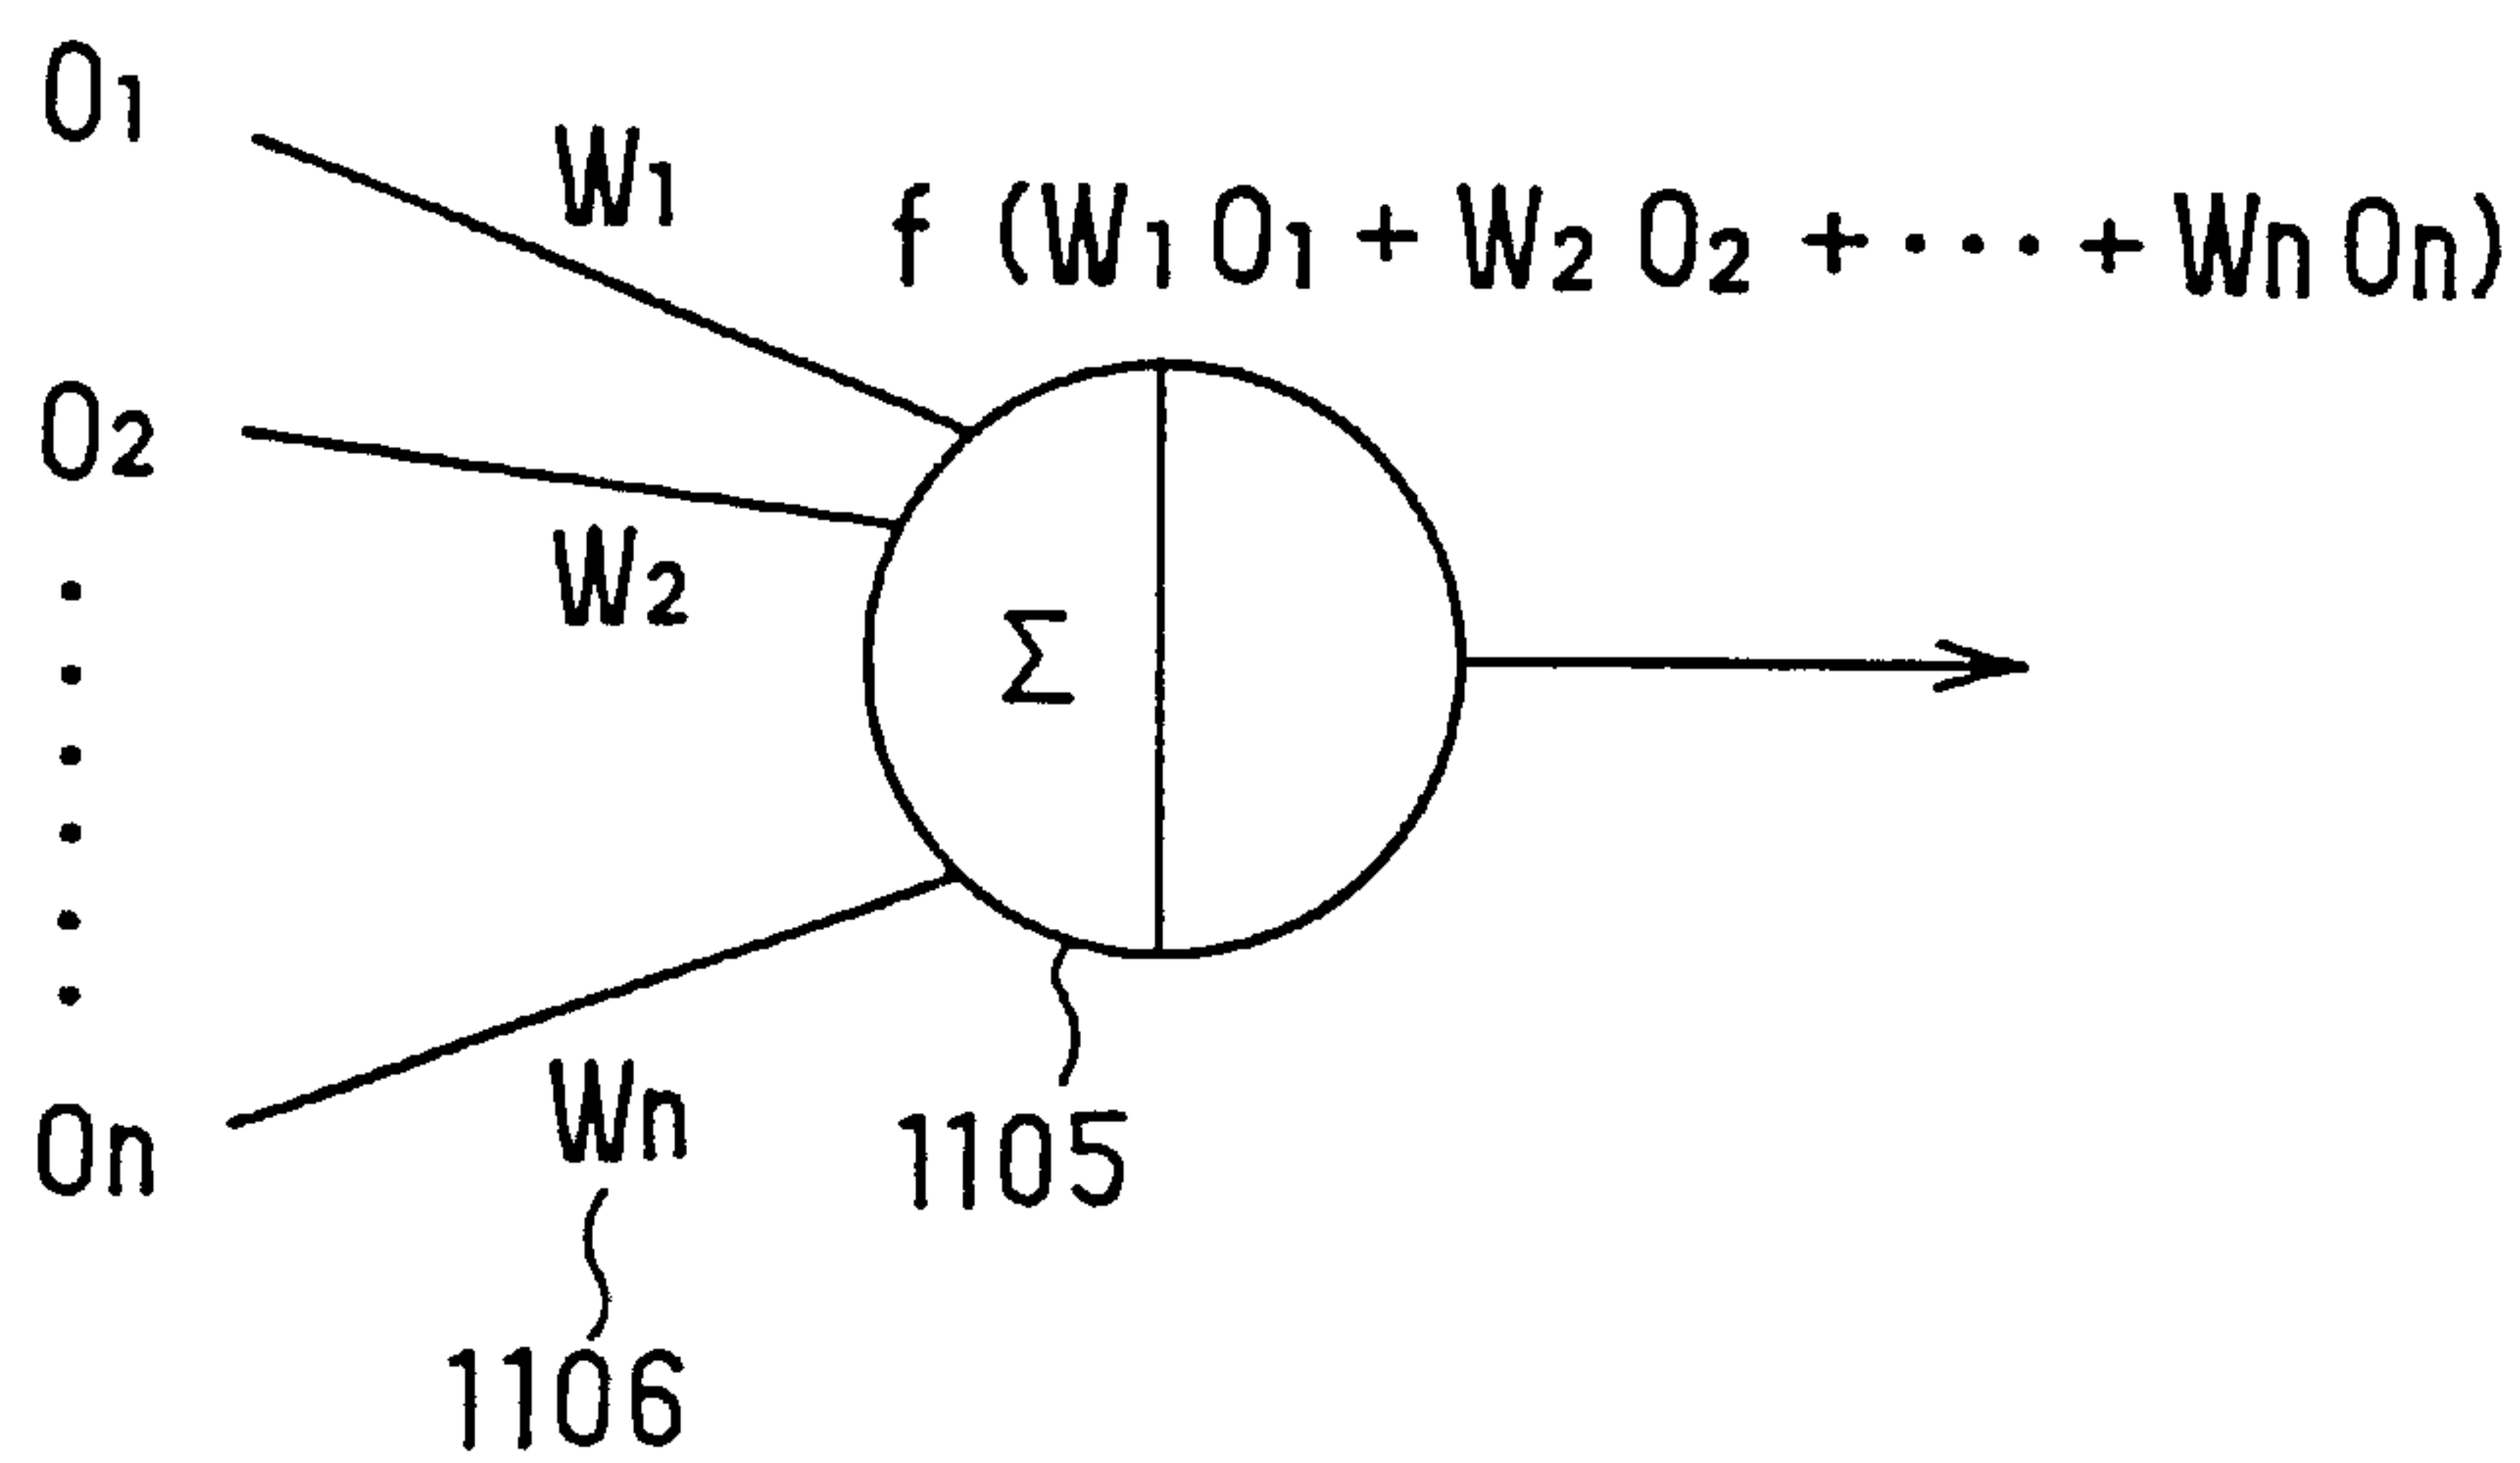 O1
W1
f (W1 O1 + W2 O2 + ··· + Wn On)
O2
W2
Σ
On
Wn
1105
1106